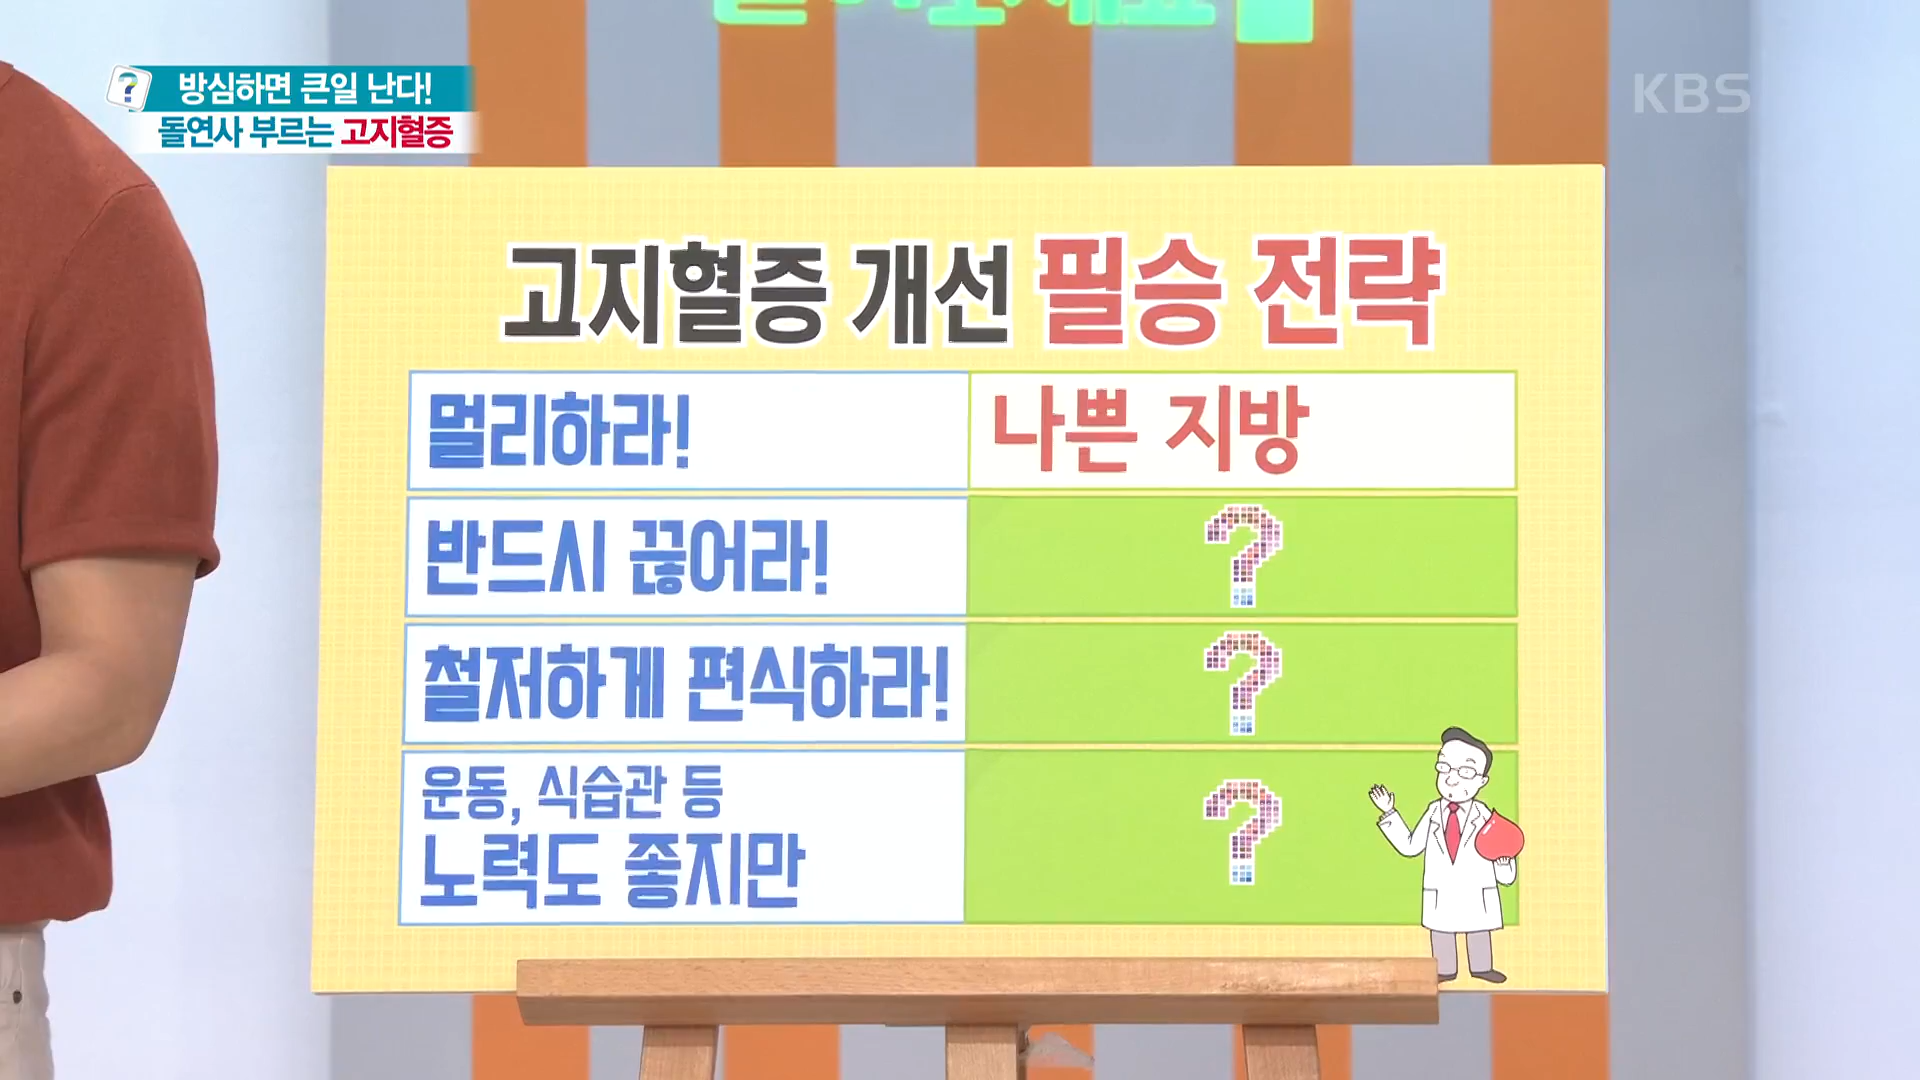 방심하면 큰일 난다!
돌연사 부르는 고지혈증
KBS
고지혈증 개선 필승 전략
멀리하라! 나쁜 지방
반드시 끊어라! ?
철저하게 편식하라! ?
운동, 식습관 등
노력도 좋지만 ?